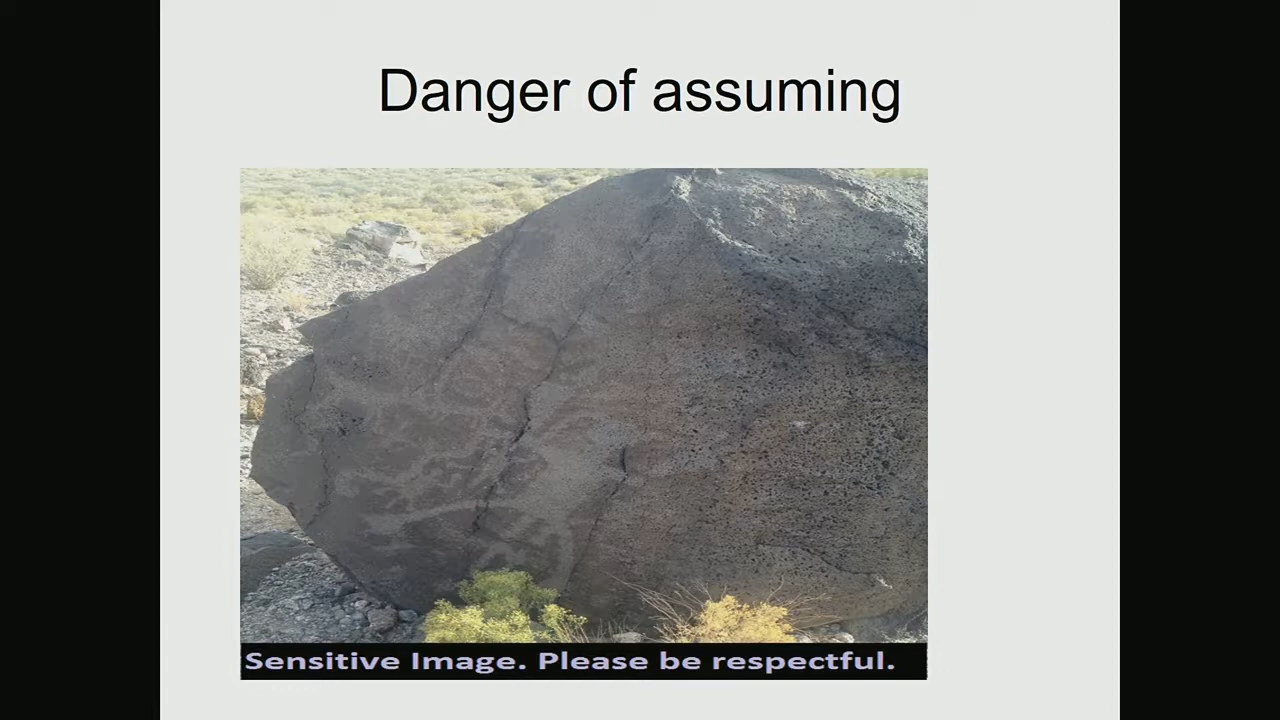 Danger of assuming
Sensitive Image. Please be respectful.